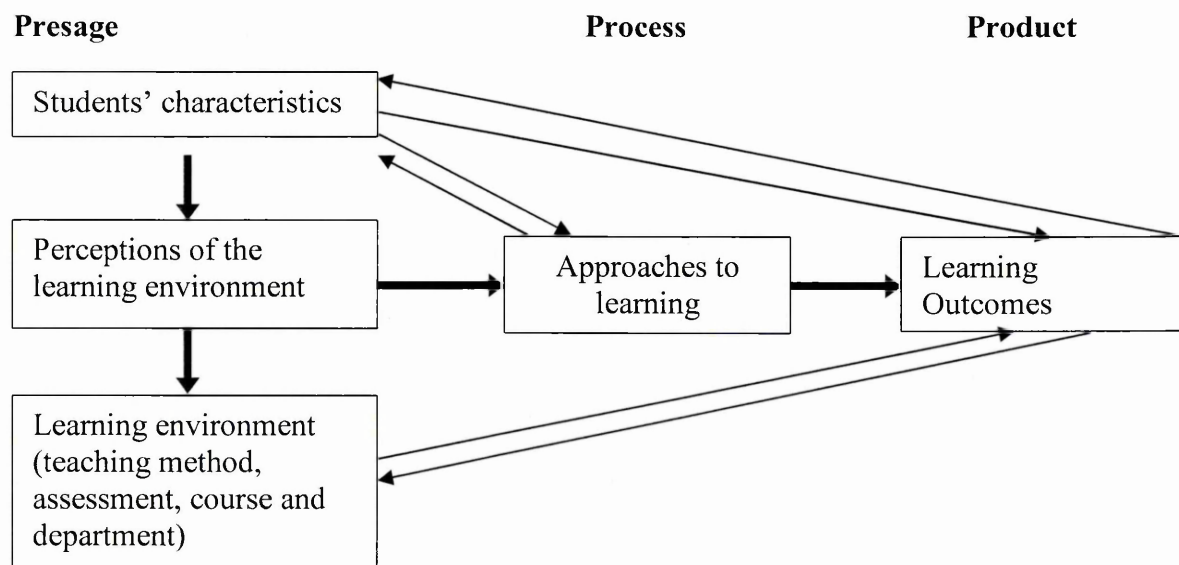 Presage Process Product
Students’ characteristics
Perceptions of the
learning environment
Approaches to
learning
Learning
Outcomes
Learning environment
(teaching method,
assessment, course and
department)